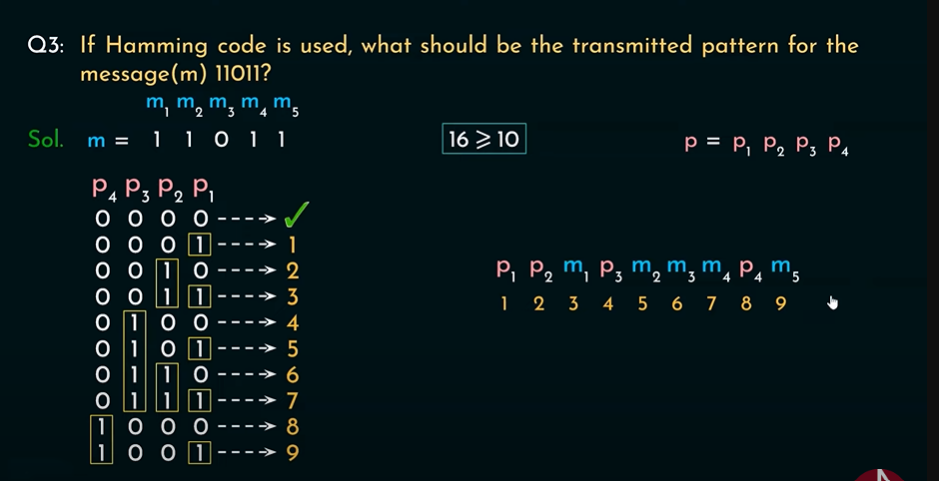 Q3: If Hamming code is used, what should be the transmitted pattern for the
message(m) 11011?
m₁ m₂ m₃ m₄ m₅
Sol. m = 1 1 0 1 1
16 ⩾ 10
p = p₁ p₂ p₃ p₄
p₄ p₃ p₂ p₁
0 0 0 0 ----> ✓
0 0 0 1 ----> 1
0 0 1 0 ----> 2
0 0 1 1 ----> 3
0 1 0 0 ----> 4
0 1 0 1 ----> 5
0 1 1 0 ----> 6
0 1 1 1 ----> 7
1 0 0 0 ----> 8
1 0 0 1 ----> 9
p₁ p₂ m₁ p₃ m₂ m₃ m₄ p₄ m₅
1 2 3 4 5 6 7 8 9